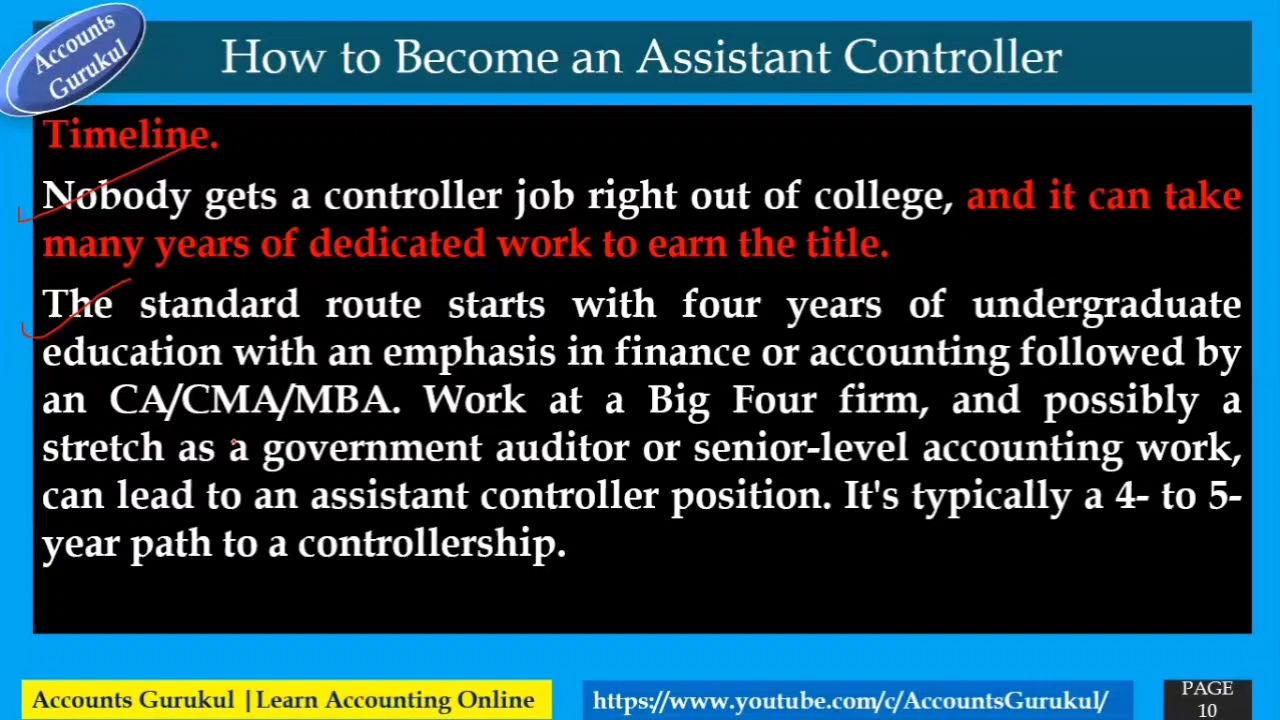 Accounts
Gurukul
How to Become an Assistant Controller
Timeline.
Nobody gets a controller job right out of college, and it can take
many years of dedicated work to earn the title.
The standard route starts with four years of undergraduate
education with an emphasis in finance or accounting followed by
an CA/CMA/MBA. Work at a Big Four firm, and possibly a
stretch as a government auditor or senior-level accounting work,
can lead to an assistant controller position. It's typically a 4- to 5-
year path to a controllership.
Accounts Gurukul |Learn Accounting Online
https://www.youtube.com/c/AccountsGurukul/
PAGE
10